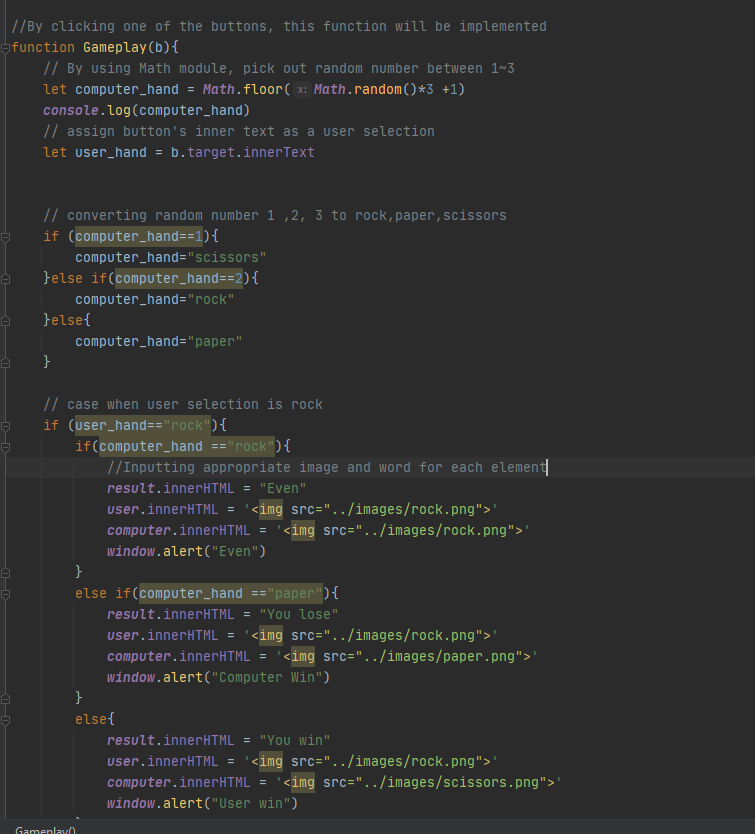 //By clicking one of the buttons, this function will be implemented
function Gameplay(b){
// By using Math module, pick out random number between 1~3
let computer_hand = Math.floor( x: Math.random()*3 +1)
console.log(computer_hand)
// assign button's inner text as a user selection
let user_hand = b.target.innerText
// converting random number 1 ,2, 3 to rock,paper,scissors
if (computer_hand==1){
computer_hand="scissors"
}else if(computer_hand==2){
computer_hand="rock"
}else{
computer_hand="paper"
}
// case when user selection is rock
if (user_hand=="rock"){
if(computer_hand =="rock"){
//Inputting appropriate image and word for each element
result.innerHTML = "Even"
user.innerHTML = '<img src="../images/rock.png">'
computer.innerHTML = '<img src="../images/rock.png">'
window.alert("Even")
}
else if(computer_hand =="paper"){
result.innerHTML = "You lose"
user.innerHTML = '<img src="../images/rock.png">'
computer.innerHTML = '<img src="../images/paper.png">'
window.alert("Computer Win")
}
else{
result.innerHTML = "You win"
user.innerHTML = '<img src="../images/rock.png">'
computer.innerHTML = '<img src="../images/scissors.png">'
window.alert("User win")
}
Gameplay()